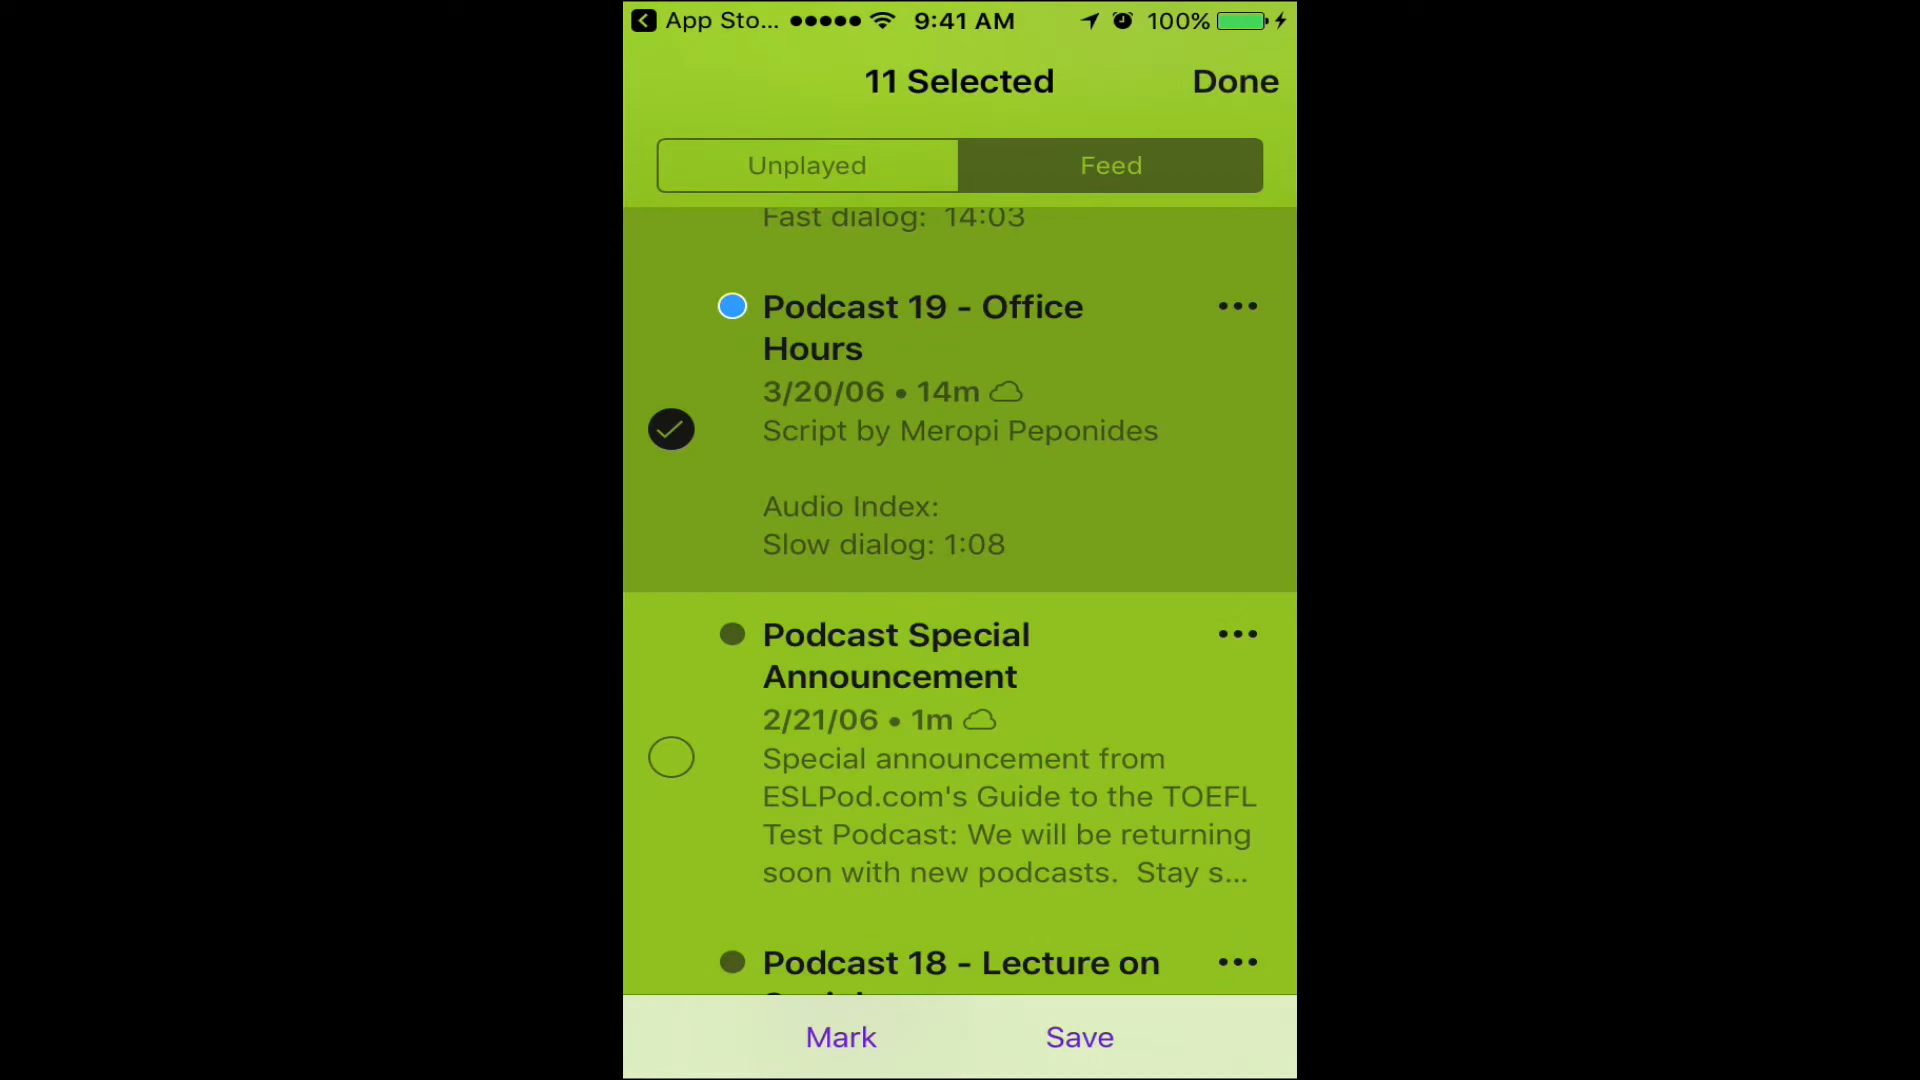 App Sto... 9:41 AM 100%
11 Selected Done
Unplayed Feed
Fast dialog: 14:03
Podcast 19 - Office
Hours
3/20/06 • 14m
Script by Meropi Peponides
Audio Index:
Slow dialog: 1:08
Podcast Special
Announcement
2/21/06 • 1m
Special announcement from
ESLPod.com's Guide to the TOEFL
Test Podcast: We will be returning
soon with new podcasts. Stay s...
Podcast 18 - Lecture on
Mark Save